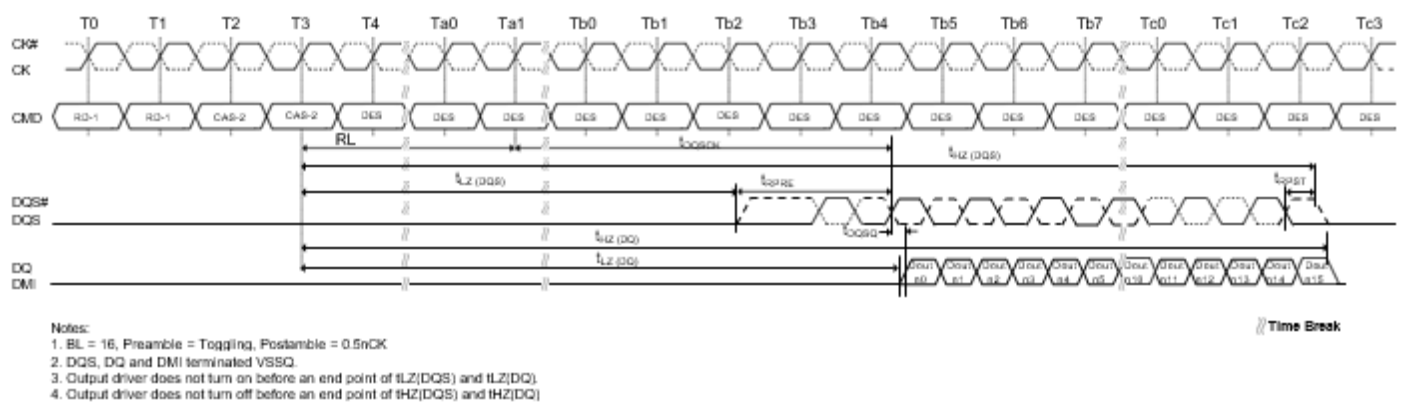 T0 T1 T2 T3 T4 Ta0 Ta1 Tb0 Tb1 Tb2 Tb3 Tb4 Tb5 Tb6 Tb7 Tc0 Tc1 Tc2 Tc3
CK#
CK
CMD RD-1 RD-1 CAS-2 CAS-2 DES DES DES DES DES DES DES DES DES DES DES DES DES DES DES
RL tDQSCK
tHZ (DQS)
tLZ (DQS) tRPRE tRPST
DQS#
DQS
tDQSQ
tHZ (DQ)
tLZ (DQ)
DQ Dout Dout Dout Dout Dout Dout Dout Dout Dout Dout Dout Dout
n0 n1 n2 n3 n4 n5 n10 n11 n12 n13 n14 n15
DMI
Notes:
1. BL = 16, Preamble = Toggling, Postamble = 0.5nCK
2. DQS, DQ and DMI terminated VSSQ.
3. Output driver does not turn on before an end point of tLZ(DQS) and tLZ(DQ).
4. Output driver does not turn off before an end point of tHZ(DQS) and tHZ(DQ)
Time Break